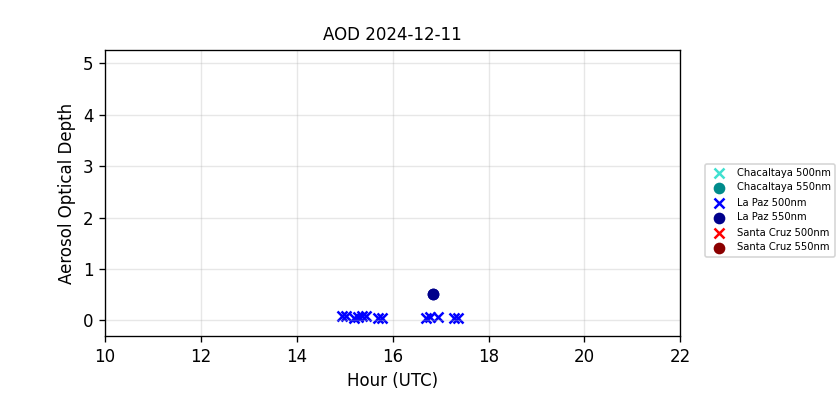 AOD 2024-12-11
5
4
3
2
1
0
Aerosol Optical Depth
10 12 14 16 18 20 22
Hour (UTC)
Chacaltaya 500nm
Chacaltaya 550nm
La Paz 500nm
La Paz 550nm
Santa Cruz 500nm
Santa Cruz 550nm